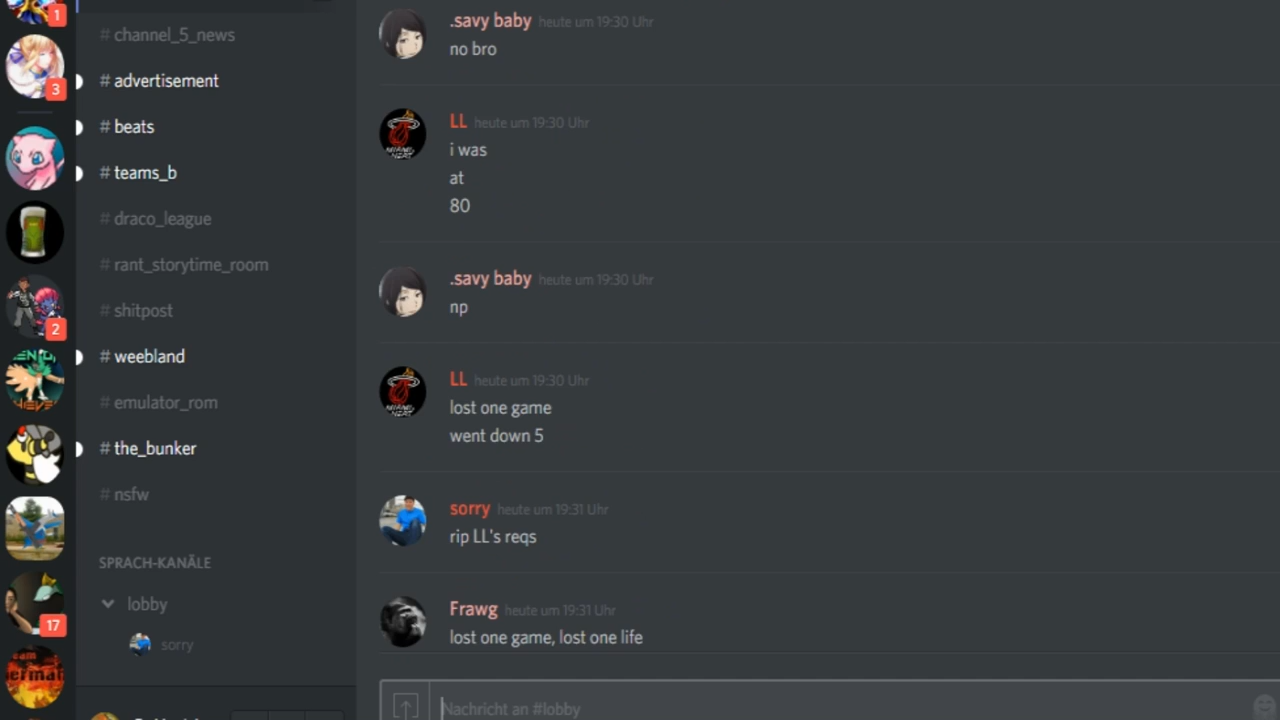 1
3
2
17
# channel_5_news
# advertisement
# beats
# teams_b
# draco_league
# rant_storytime_room
# shitpost
# weebland
# emulator_rom
# the_bunker
# nsfw
SPRACH-KANÄLE
lobby
sorry
.savy baby heute um 19:30 Uhr
no bro
LL heute um 19:30 Uhr
i was
at
80
.savy baby heute um 19:30 Uhr
np
LL heute um 19:30 Uhr
lost one game
went down 5
sorry heute um 19:31 Uhr
rip LL's reqs
Frawg heute um 19:31 Uhr
lost one game, lost one life
Nachricht an #lobby